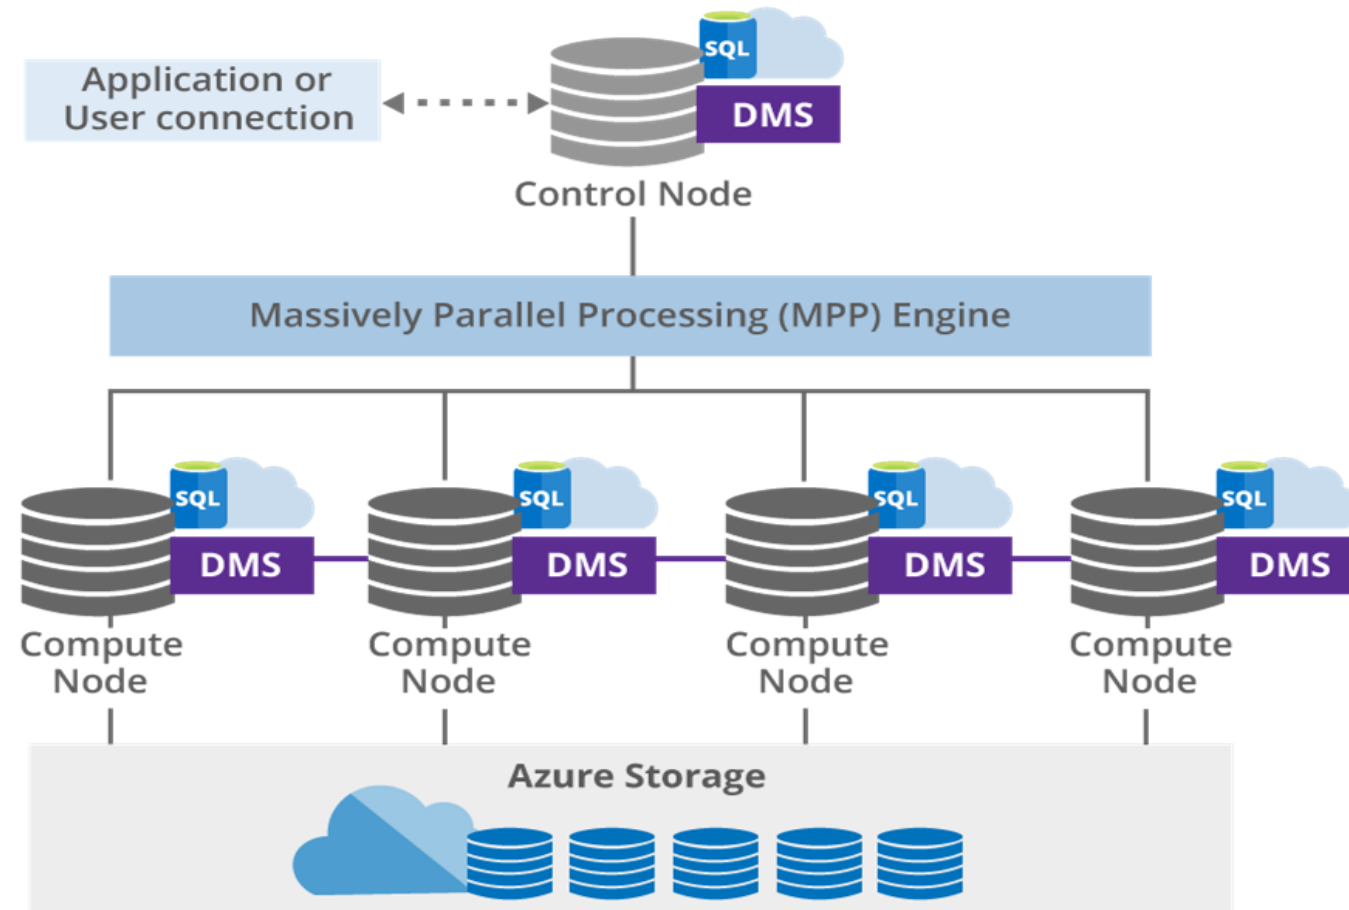 SQL
Application or
User connection
DMS
Control Node
Massively Parallel Processing (MPP) Engine
SQL
SQL
SQL
SQL
DMS
DMS
DMS
DMS
Compute
Node
Compute
Node
Compute
Node
Compute
Node
Azure Storage